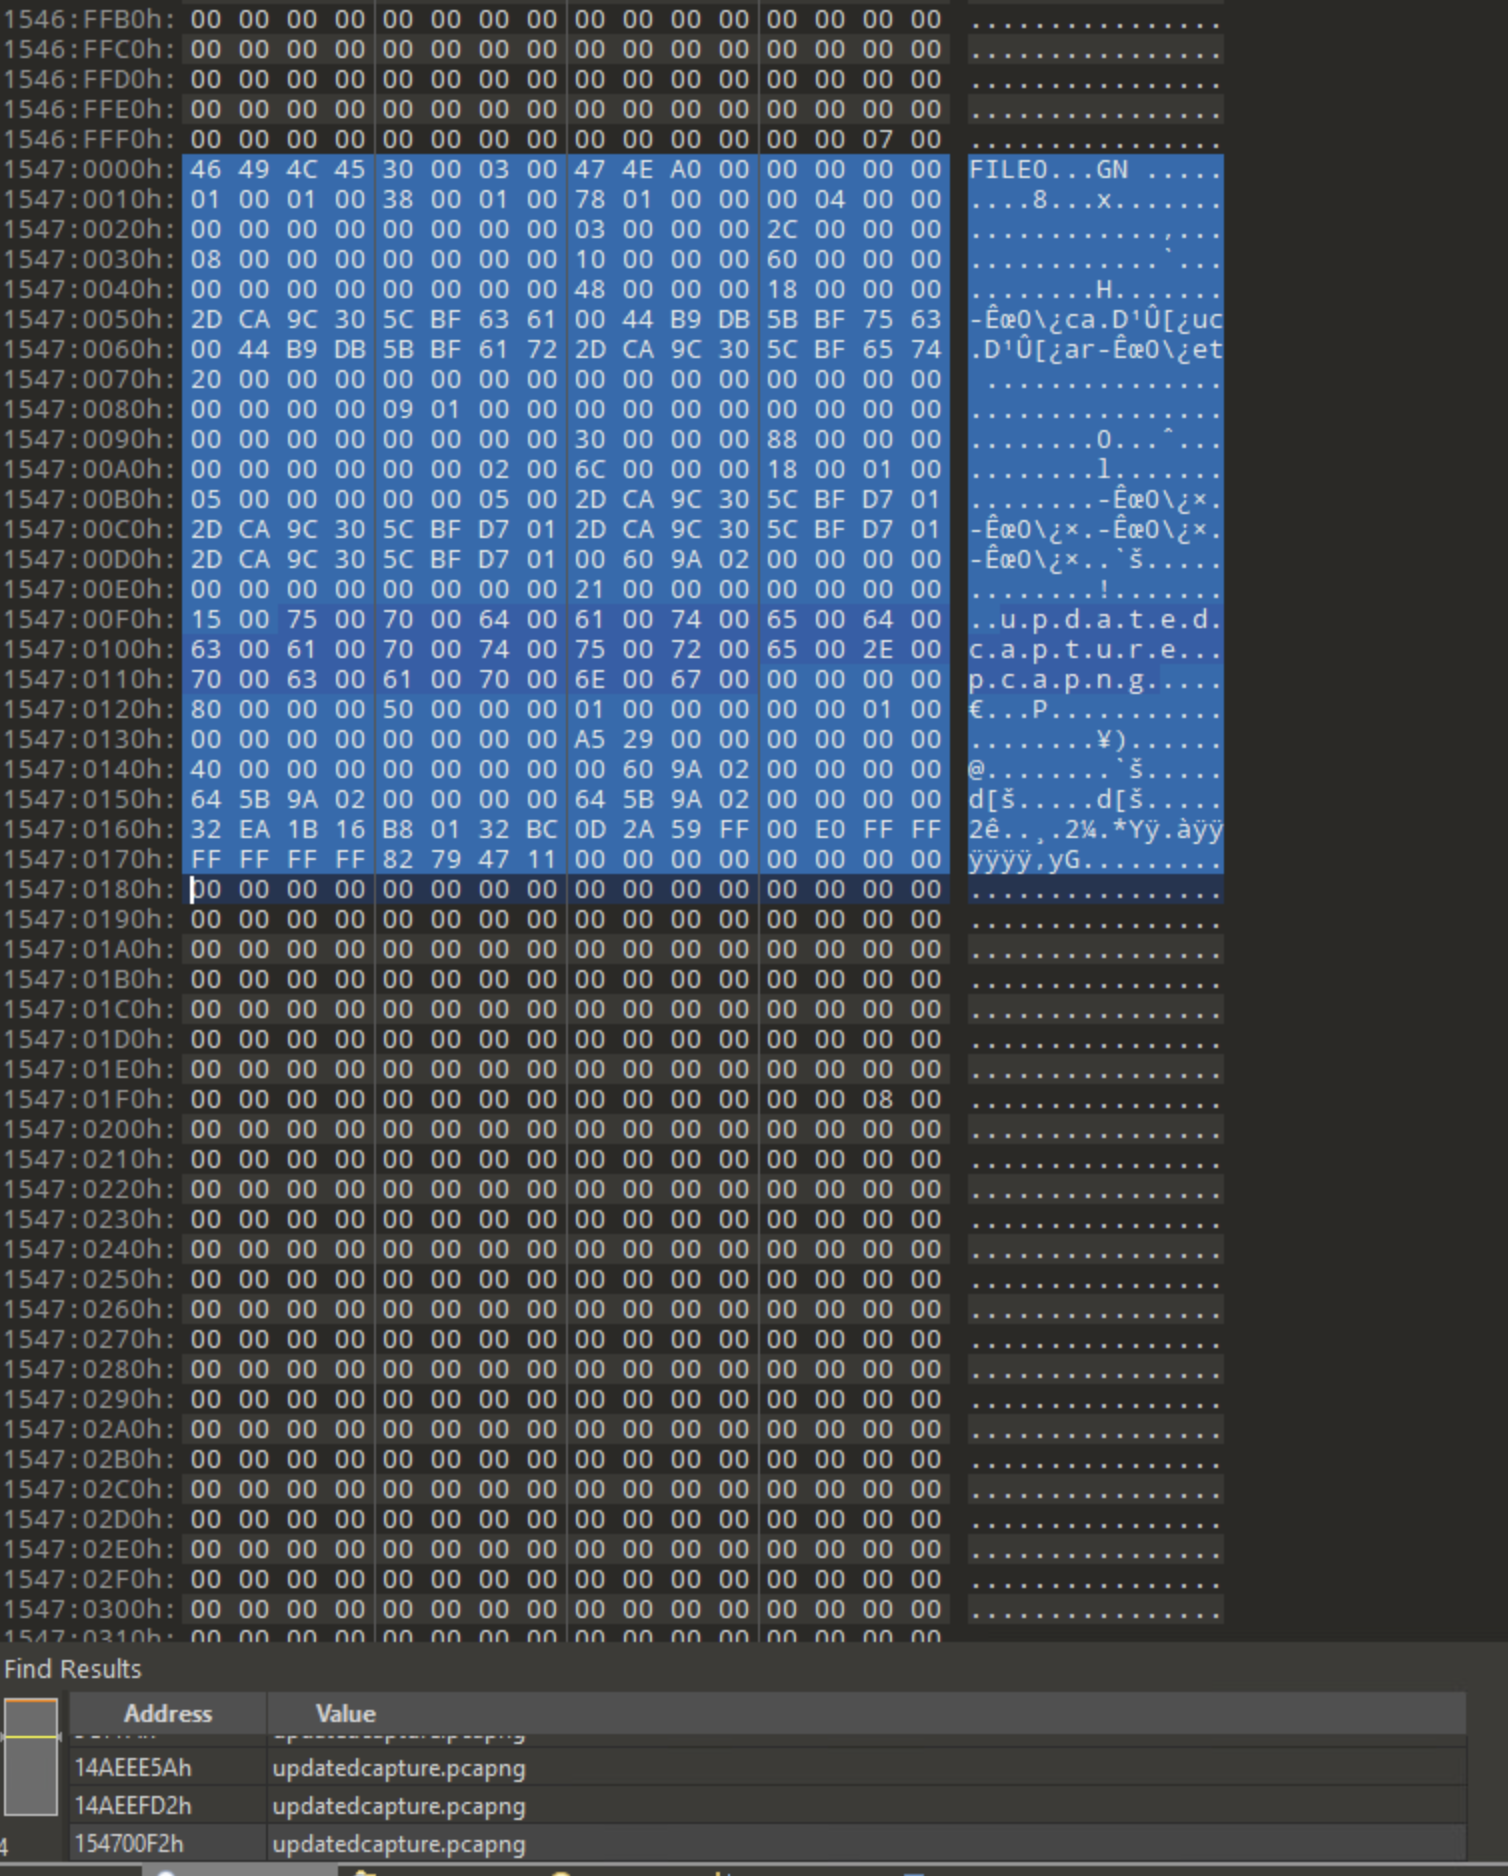 1546:FFB0h: 00 00 00 00 00 00 00 00 00 00 00 00 00 00 00 00 ................
1546:FFC0h: 00 00 00 00 00 00 00 00 00 00 00 00 00 00 00 00 ................
1546:FFD0h: 00 00 00 00 00 00 00 00 00 00 00 00 00 00 00 00 ................
1546:FFE0h: 00 00 00 00 00 00 00 00 00 00 00 00 00 00 00 00 ................
1546:FFF0h: 00 00 00 00 00 00 00 00 00 00 00 00 00 00 07 00 ................
1547:0000h: 46 49 4C 45 30 00 03 00 47 4E A0 00 00 00 00 00 FILE0...GN .....
1547:0010h: 01 00 01 00 38 00 01 00 78 01 00 00 00 04 00 00 ....8...x.......
1547:0020h: 00 00 00 00 00 00 00 00 03 00 00 00 2C 00 00 00 ............,...
1547:0030h: 08 00 00 00 00 00 00 00 10 00 00 00 60 00 00 00 ............`...
1547:0040h: 00 00 00 00 00 00 00 00 48 00 00 00 18 00 00 00 ........H.......
1547:0050h: 2D CA 9C 30 5C BF 63 61 00 44 B9 DB 5B BF 75 63 -Êœ0\¿ca.D¹Û[¿uc
1547:0060h: 00 44 B9 DB 5B BF 61 72 2D CA 9C 30 5C BF 65 74 .D¹Û[¿ar-Êœ0\¿et
1547:0070h: 20 00 00 00 00 00 00 00 00 00 00 00 00 00 00 00  ...............
1547:0080h: 00 00 00 00 09 01 00 00 00 00 00 00 00 00 00 00 ................
1547:0090h: 00 00 00 00 00 00 00 00 30 00 00 00 88 00 00 00 ........0...ˆ...
1547:00A0h: 00 00 00 00 00 00 02 00 6C 00 00 00 18 00 01 00 ........l.......
1547:00B0h: 05 00 00 00 00 00 05 00 2D CA 9C 30 5C BF D7 01 ........-Êœ0\¿×.
1547:00C0h: 2D CA 9C 30 5C BF D7 01 2D CA 9C 30 5C BF D7 01 -Êœ0\¿×.-Êœ0\¿×.
1547:00D0h: 2D CA 9C 30 5C BF D7 01 00 60 9A 02 00 00 00 00 -Êœ0\¿×..`š.....
1547:00E0h: 00 00 00 00 00 00 00 00 21 00 00 00 00 00 00 00 ........!.......
1547:00F0h: 15 00 75 00 70 00 64 00 61 00 74 00 65 00 64 00 ..u.p.d.a.t.e.d.
1547:0100h: 63 00 61 00 70 00 74 00 75 00 72 00 65 00 2E 00 c.a.p.t.u.r.e...
1547:0110h: 70 00 63 00 61 00 70 00 6E 00 67 00 00 00 00 00 p.c.a.p.n.g.....
1547:0120h: 80 00 00 00 50 00 00 00 01 00 00 00 00 00 01 00 €...P...........
1547:0130h: 00 00 00 00 00 00 00 00 A5 29 00 00 00 00 00 00 ........¥)......
1547:0140h: 40 00 00 00 00 00 00 00 00 60 9A 02 00 00 00 00 @........`š.....
1547:0150h: 64 5B 9A 02 00 00 00 00 64 5B 9A 02 00 00 00 00 d[š.....d[š.....
1547:0160h: 32 EA 1B 16 B8 01 32 BC 0D 2A 59 FF 00 E0 FF FF 2ê..¸.2¼.*Yÿ.àÿÿ
1547:0170h: FF FF FF FF 82 79 47 11 00 00 00 00 00 00 00 00 ÿÿÿÿ‚yG.........
1547:0180h: 00 00 00 00 00 00 00 00 00 00 00 00 00 00 00 00 ................
1547:0190h: 00 00 00 00 00 00 00 00 00 00 00 00 00 00 00 00 ................
1547:01A0h: 00 00 00 00 00 00 00 00 00 00 00 00 00 00 00 00 ................
1547:01B0h: 00 00 00 00 00 00 00 00 00 00 00 00 00 00 00 00 ................
1547:01C0h: 00 00 00 00 00 00 00 00 00 00 00 00 00 00 00 00 ................
1547:01D0h: 00 00 00 00 00 00 00 00 00 00 00 00 00 00 00 00 ................
1547:01E0h: 00 00 00 00 00 00 00 00 00 00 00 00 00 00 00 00 ................
1547:01F0h: 00 00 00 00 00 00 00 00 00 00 00 00 00 00 08 00 ................
1547:0200h: 00 00 00 00 00 00 00 00 00 00 00 00 00 00 00 00 ................
1547:0210h: 00 00 00 00 00 00 00 00 00 00 00 00 00 00 00 00 ................
1547:0220h: 00 00 00 00 00 00 00 00 00 00 00 00 00 00 00 00 ................
1547:0230h: 00 00 00 00 00 00 00 00 00 00 00 00 00 00 00 00 ................
1547:0240h: 00 00 00 00 00 00 00 00 00 00 00 00 00 00 00 00 ................
1547:0250h: 00 00 00 00 00 00 00 00 00 00 00 00 00 00 00 00 ................
1547:0260h: 00 00 00 00 00 00 00 00 00 00 00 00 00 00 00 00 ................
1547:0270h: 00 00 00 00 00 00 00 00 00 00 00 00 00 00 00 00 ................
1547:0280h: 00 00 00 00 00 00 00 00 00 00 00 00 00 00 00 00 ................
1547:0290h: 00 00 00 00 00 00 00 00 00 00 00 00 00 00 00 00 ................
1547:02A0h: 00 00 00 00 00 00 00 00 00 00 00 00 00 00 00 00 ................
1547:02B0h: 00 00 00 00 00 00 00 00 00 00 00 00 00 00 00 00 ................
1547:02C0h: 00 00 00 00 00 00 00 00 00 00 00 00 00 00 00 00 ................
1547:02D0h: 00 00 00 00 00 00 00 00 00 00 00 00 00 00 00 00 ................
1547:02E0h: 00 00 00 00 00 00 00 00 00 00 00 00 00 00 00 00 ................
1547:02F0h: 00 00 00 00 00 00 00 00 00 00 00 00 00 00 00 00 ................
1547:0300h: 00 00 00 00 00 00 00 00 00 00 00 00 00 00 00 00 ................
1547:0310h: 00 00 00 00 00 00 00 00 00 00 00 00 00 00 00 00
Find Results
Address Value
updatedcapture.pcapng
14AEEE5Ah updatedcapture.pcapng
14AEEFD2h updatedcapture.pcapng
4 154700F2h updatedcapture.pcapng